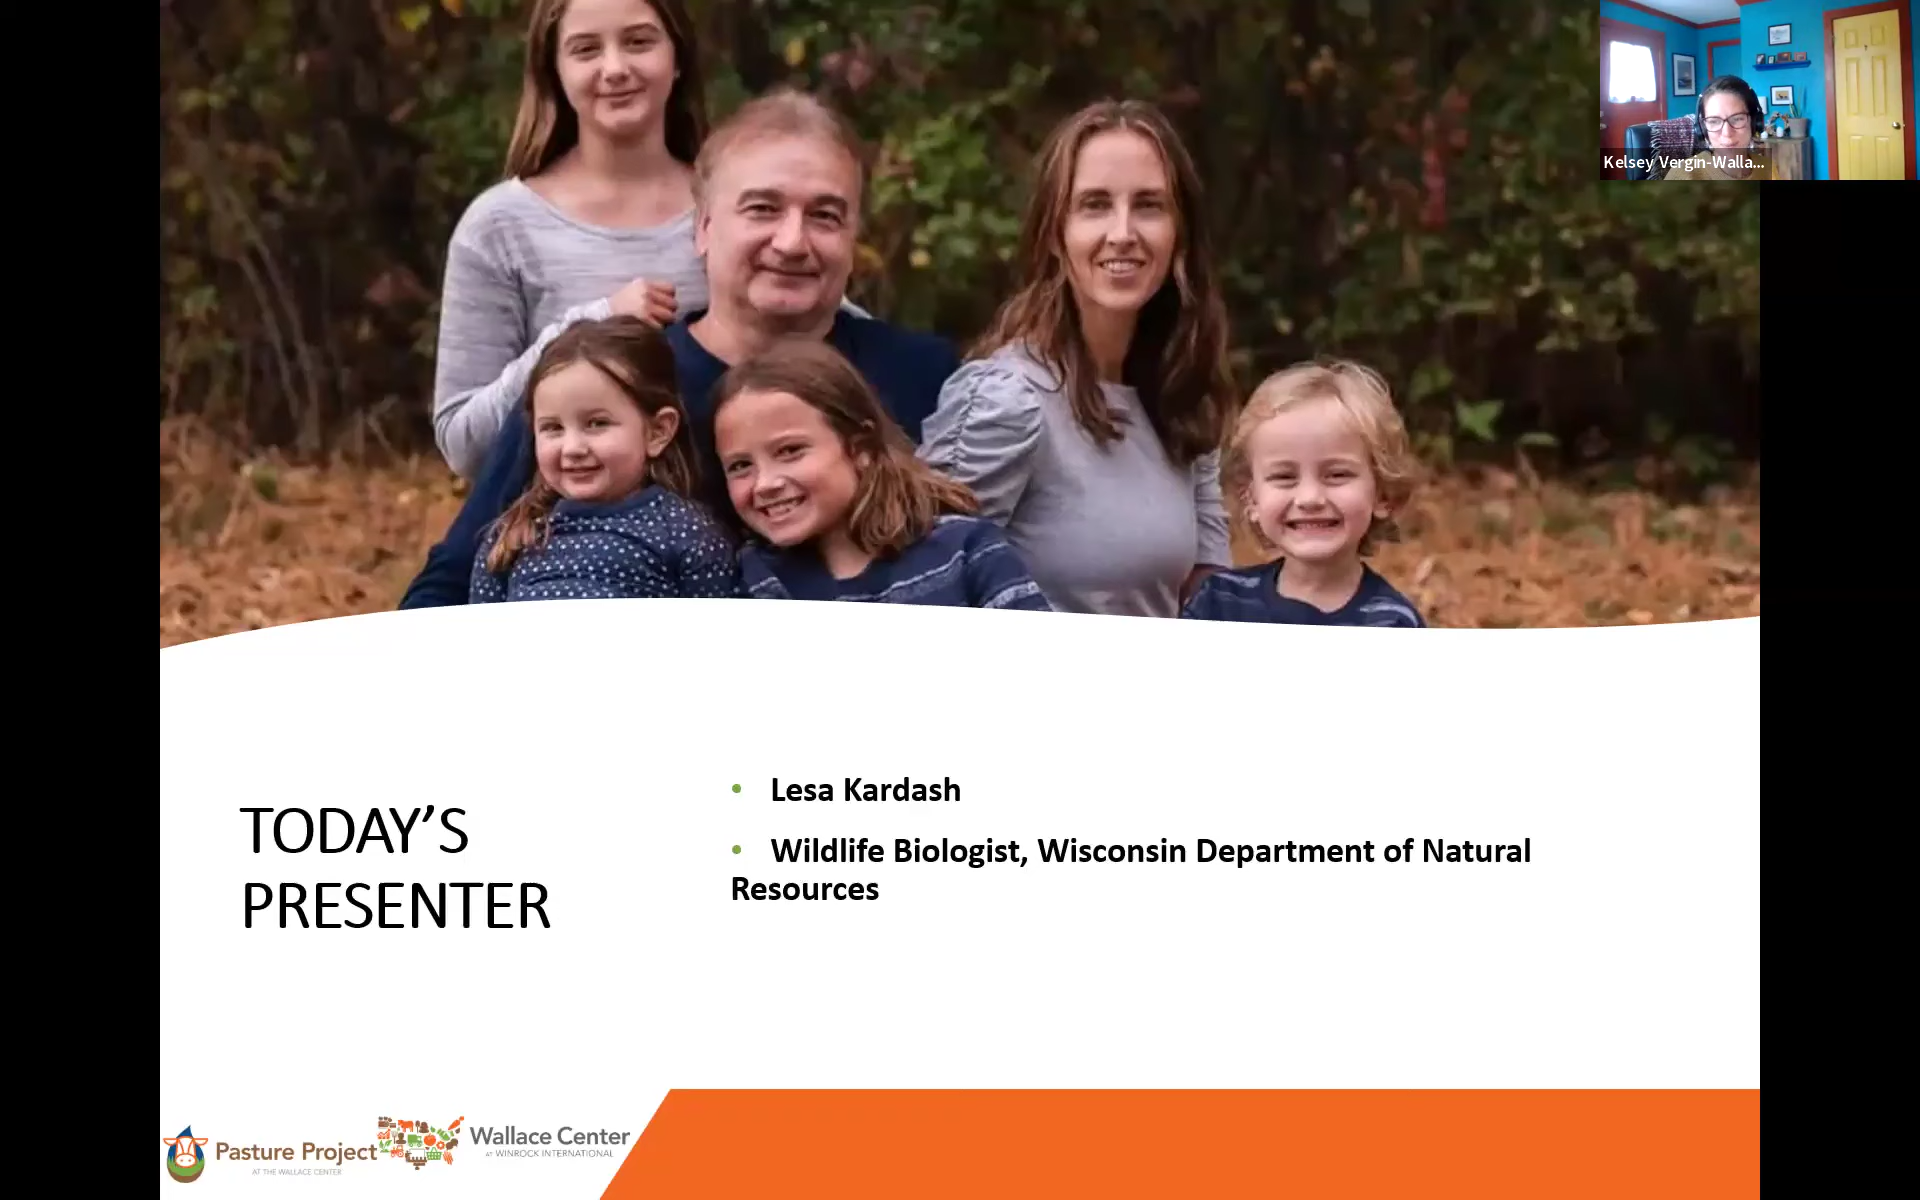 Kelsey Vergin-Walla...
TODAY'S
PRESENTER
• Lesa Kardash
• Wildlife Biologist, Wisconsin Department of Natural
Resources
Pasture Project
AT THE WALLACE CENTER
Wallace Center
AT WINROCK INTERNATIONAL